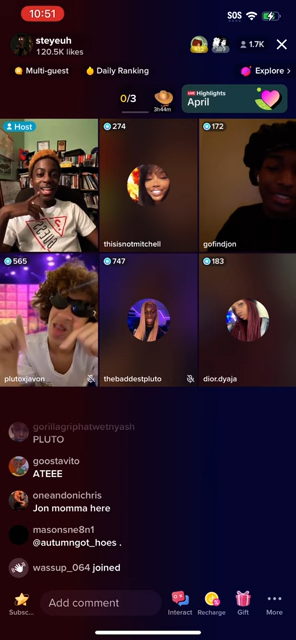 10:51
SOS
steyeuh
120.5K likes
1.7K
Multi-guest
Daily Ranking
Explore >
0/3
3h44m
LIVE Highlights
April
Host
274
172
thisisnotmitchell
gofindjon
565
747
183
plutoxjavon
thebaddestpluto
dior.dyaja
gorillagriphatwetnyash
PLUTO
goostavito
ATEEE
oneandonichris
Jon momma here
masonsne8n1
@autumngot_hoes .
wassup_064 joined
Subsc...
Add comment
Interact
Recharge
Gift
More